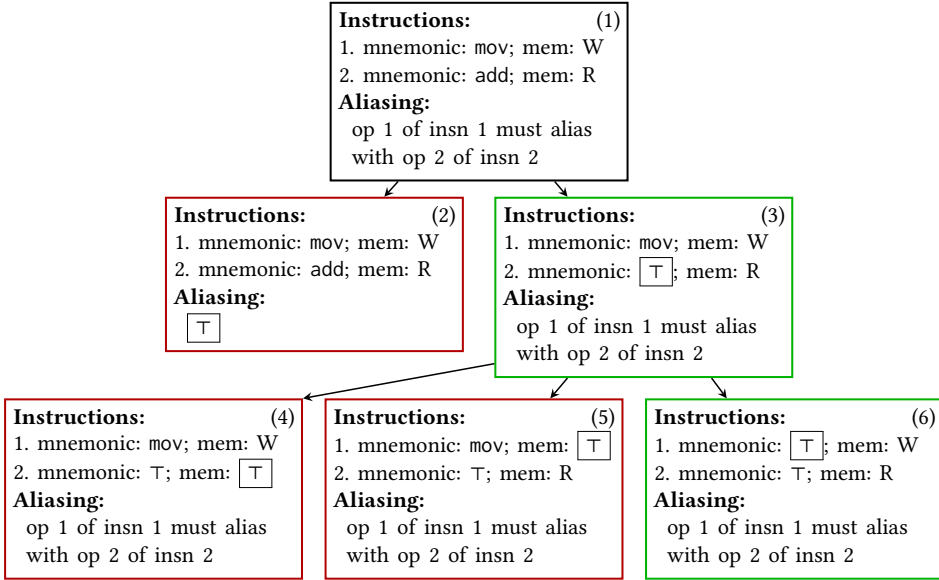 Instructions: (1)
1. mnemonic: mov; mem: W
2. mnemonic: add; mem: R
Aliasing:
op 1 of insn 1 must alias
with op 2 of insn 2
Instructions: (2)
1. mnemonic: mov; mem: W
2. mnemonic: add; mem: R
Aliasing:
⊤
Instructions: (3)
1. mnemonic: mov; mem: W
2. mnemonic: ⊤; mem: R
Aliasing:
op 1 of insn 1 must alias
with op 2 of insn 2
Instructions: (4)
1. mnemonic: mov; mem: W
2. mnemonic: ⊤; mem: ⊤
Aliasing:
op 1 of insn 1 must alias
with op 2 of insn 2
Instructions: (5)
1. mnemonic: mov; mem: ⊤
2. mnemonic: ⊤; mem: R
Aliasing:
op 1 of insn 1 must alias
with op 2 of insn 2
Instructions: (6)
1. mnemonic: ⊤; mem: W
2. mnemonic: ⊤; mem: R
Aliasing:
op 1 of insn 1 must alias
with op 2 of insn 2